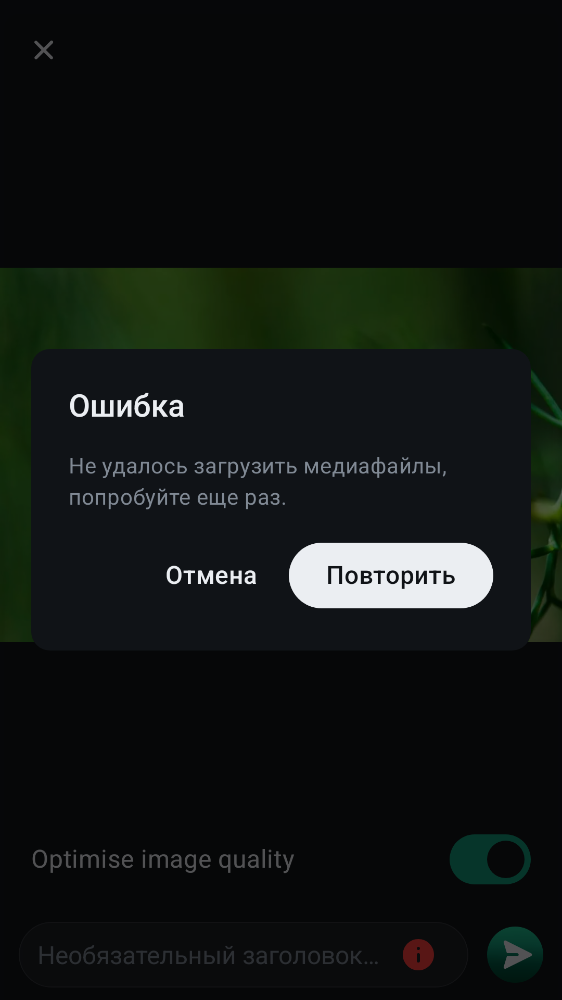 Ошибка
Не удалось загрузить медиафайлы,
попробуйте еще раз.
Отмена
Повторить
Optimise image quality
Необязательный заголовок…